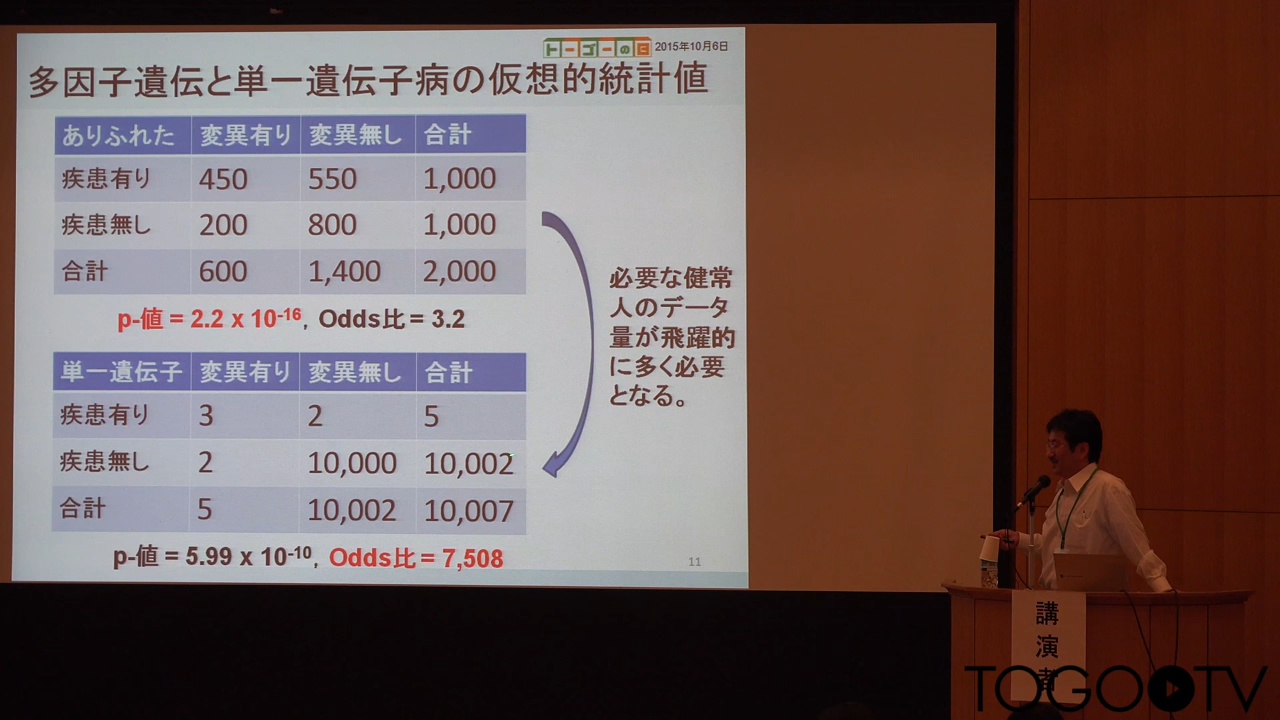 トーゴーの日 2015年10月6日
多因子遺伝と単一遺伝子病の仮想的統計値
ありふれた 変異有り 変異無し 合計
疾患有り 450 550 1,000
疾患無し 200 800 1,000
合計 600 1,400 2,000
p-値 = 2.2 x 10-16, Odds比 = 3.2
必要な健常
人のデータ
量が飛躍的
に多く必要
となる。
単一遺伝子 変異有り 変異無し 合計
疾患有り 3 2 5
疾患無し 2 10,000 10,002
合計 5 10,002 10,007
p-値 = 5.99 x 10-10, Odds比 = 7,508
11
講
演
者
TOGOTV